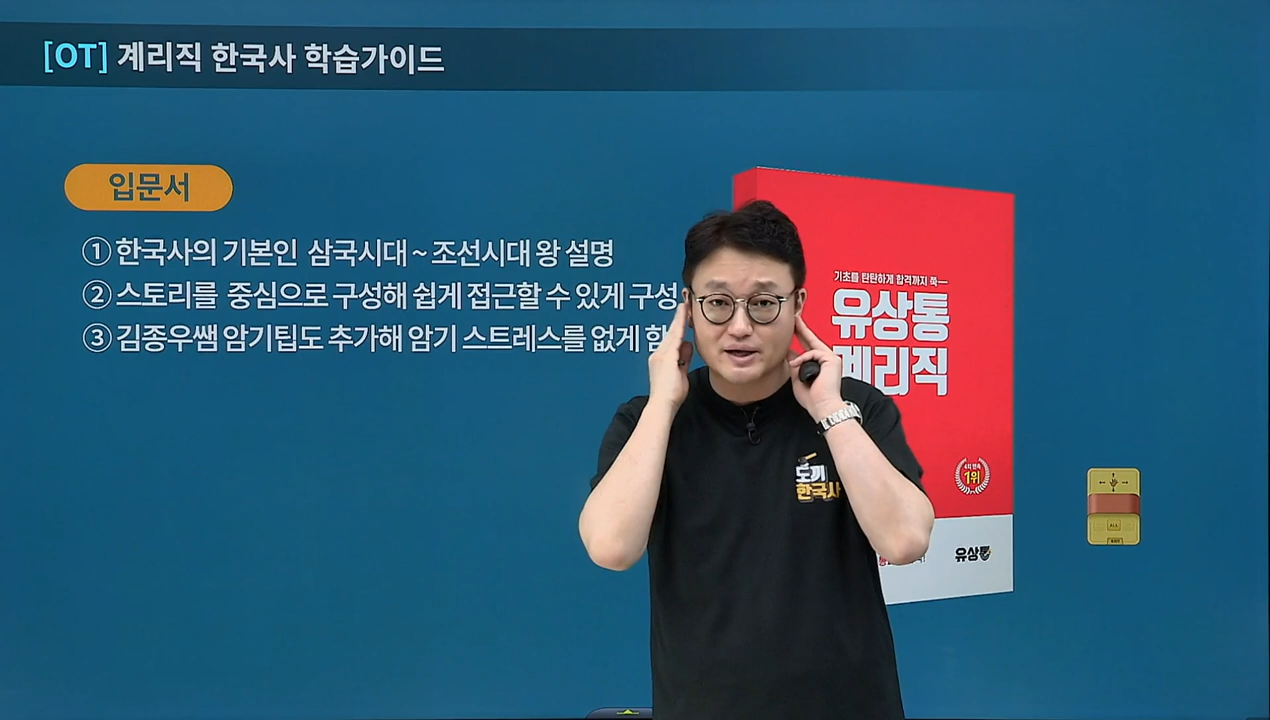 [OT] 계리직 한국사 학습가이드
입문서
① 한국사의 기본인 삼국시대 ~ 조선시대 왕 설명
② 스토리를 중심으로 구성해 쉽게 접근할 수 있게 구성
③ 김종우쌤 암기팁도 추가해 암기 스트레스를 없게 함
기초를 탄탄하게 합격까지 쭉—
유상통
계리직
1위
유상통
도끼
한국사
ALL